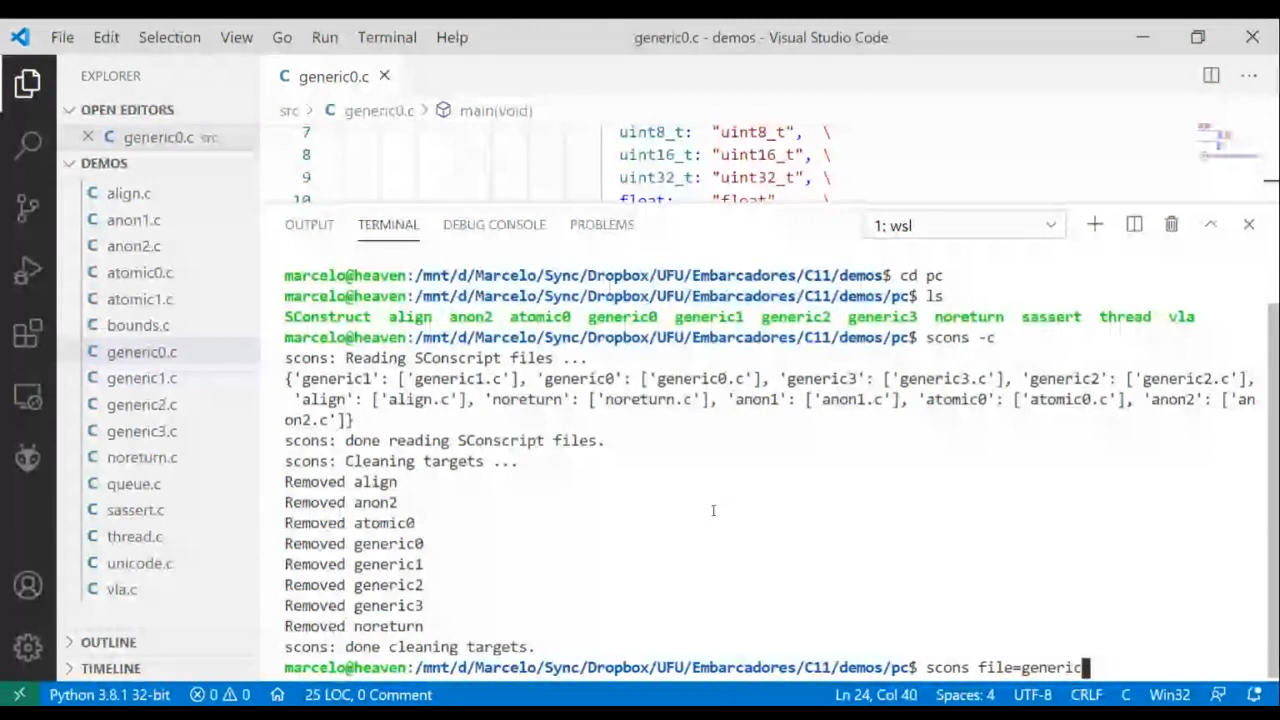 File Edit Selection View Go Run Terminal Help generic0.c - demos - Visual Studio Code
EXPLORER
OPEN EDITORS
generic0.c src
DEMOS
align.c
anon1.c
anon2.c
atomic0.c
atomic1.c
bounds.c
generic0.c
generic1.c
generic2.c
generic3.c
noreturn.c
queue.c
sassert.c
thread.c
unicode.c
vla.c
OUTLINE
TIMELINE
generic0.c
src > generic0.c > main(void)
7 uint8_t: "uint8_t", \
8 uint16_t: "uint16_t", \
9 uint32_t: "uint32_t", \
10 float: "float" \
OUTPUT TERMINAL DEBUG CONSOLE PROBLEMS 1: wsl
marcelo@heaven:/mnt/d/Marcelo/Sync/Dropbox/UFU/Embarcadores/C11/demos$ cd pc
marcelo@heaven:/mnt/d/Marcelo/Sync/Dropbox/UFU/Embarcadores/C11/demos/pc$ ls
SConstruct align anon2 atomic0 generic0 generic1 generic2 generic3 noreturn sassert thread vla
marcelo@heaven:/mnt/d/Marcelo/Sync/Dropbox/UFU/Embarcadores/C11/demos/pc$ scons -c
scons: Reading SConscript files ...
{'generic1': ['generic1.c'], 'generic0': ['generic0.c'], 'generic3': ['generic3.c'], 'generic2': ['generic2.c'],
'align': ['align.c'], 'noreturn': ['noreturn.c'], 'anon1': ['anon1.c'], 'atomic0': ['atomic0.c'], 'anon2': ['an
on2.c']}
scons: done reading SConscript files.
scons: Cleaning targets ...
Removed align
Removed anon2
Removed atomic0
Removed generic0
Removed generic1
Removed generic2
Removed generic3
Removed noreturn
scons: done cleaning targets.
marcelo@heaven:/mnt/d/Marcelo/Sync/Dropbox/UFU/Embarcadores/C11/demos/pc$ scons file=generic
Python 3.8.1 32-bit 0 0 25 LOC, 0 Comment Ln 24, Col 40 Spaces: 4 UTF-8 CRLF C Win32